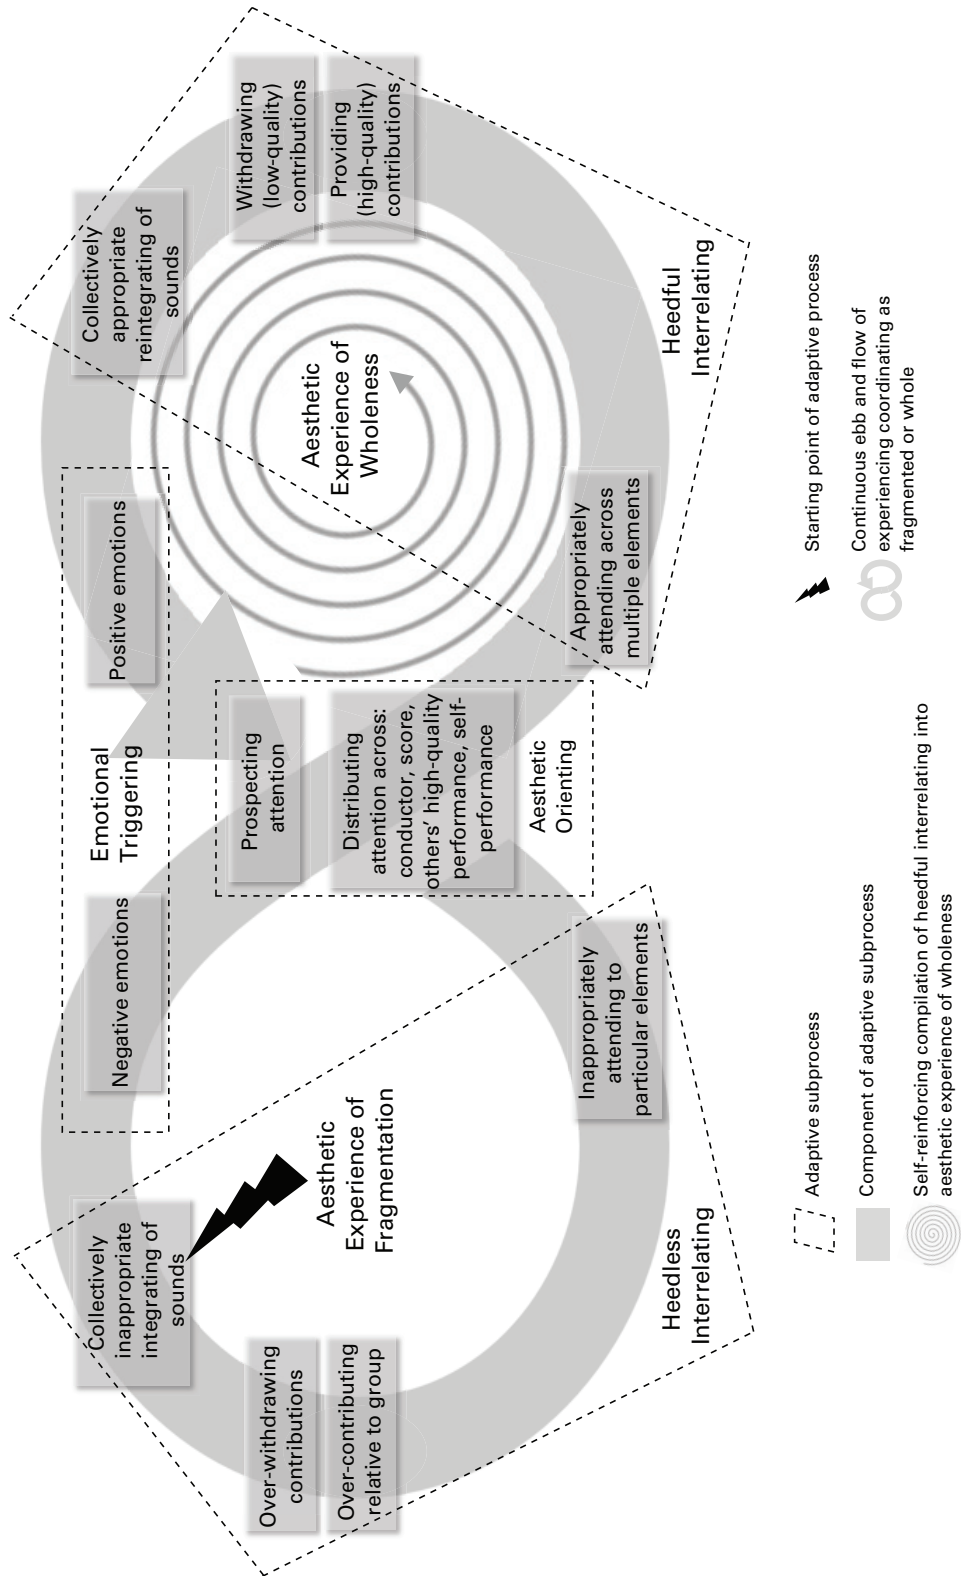 Collectively
inappropriate
integrating of
sounds
Over-withdrawing
contributions
Over-contributing
relative to group
Aesthetic
Experience of
Fragmentation
Heedless
Interrelating
Inappropriately
attending to
particular elements
Negative emotions
Emotional
Triggering
Positive emotions
Prospecting
attention
Distributing
attention across:
conductor, score,
others’ high-quality
performance, self-
performance
Aesthetic
Orienting
Collectively
appropriate
reintegrating of
sounds
Withdrawing
(low-quality)
contributions
Providing
(high-quality)
contributions
Aesthetic
Experience of
Wholeness
Appropriately
attending across
multiple elements
Heedful
Interrelating
Adaptive subprocess
Component of adaptive subprocess
Self-reinforcing compilation of heedful interrelating into
aesthetic experience of wholeness
Starting point of adaptive process
Continuous ebb and flow of
experiencing coordinating as
fragmented or whole